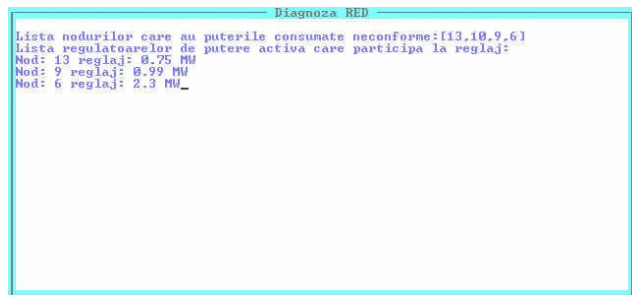 Diagnoza RED
Lista nodurilor care au puterile consumate neconforme:[13,10,9,6]
Lista regulatoarelor de putere activa care participa la reglaj:
Nod: 13 reglaj: 0.75 MW
Nod: 9 reglaj: 0.99 MW
Nod: 6 reglaj: 2.3 MW_